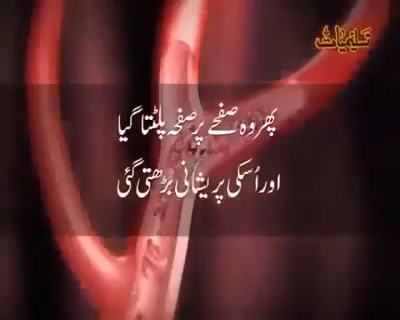 پھر وہ صفحے پر صفحہ پلٹتا گیا
اور اُسکی پریشانی بڑھتی گئی